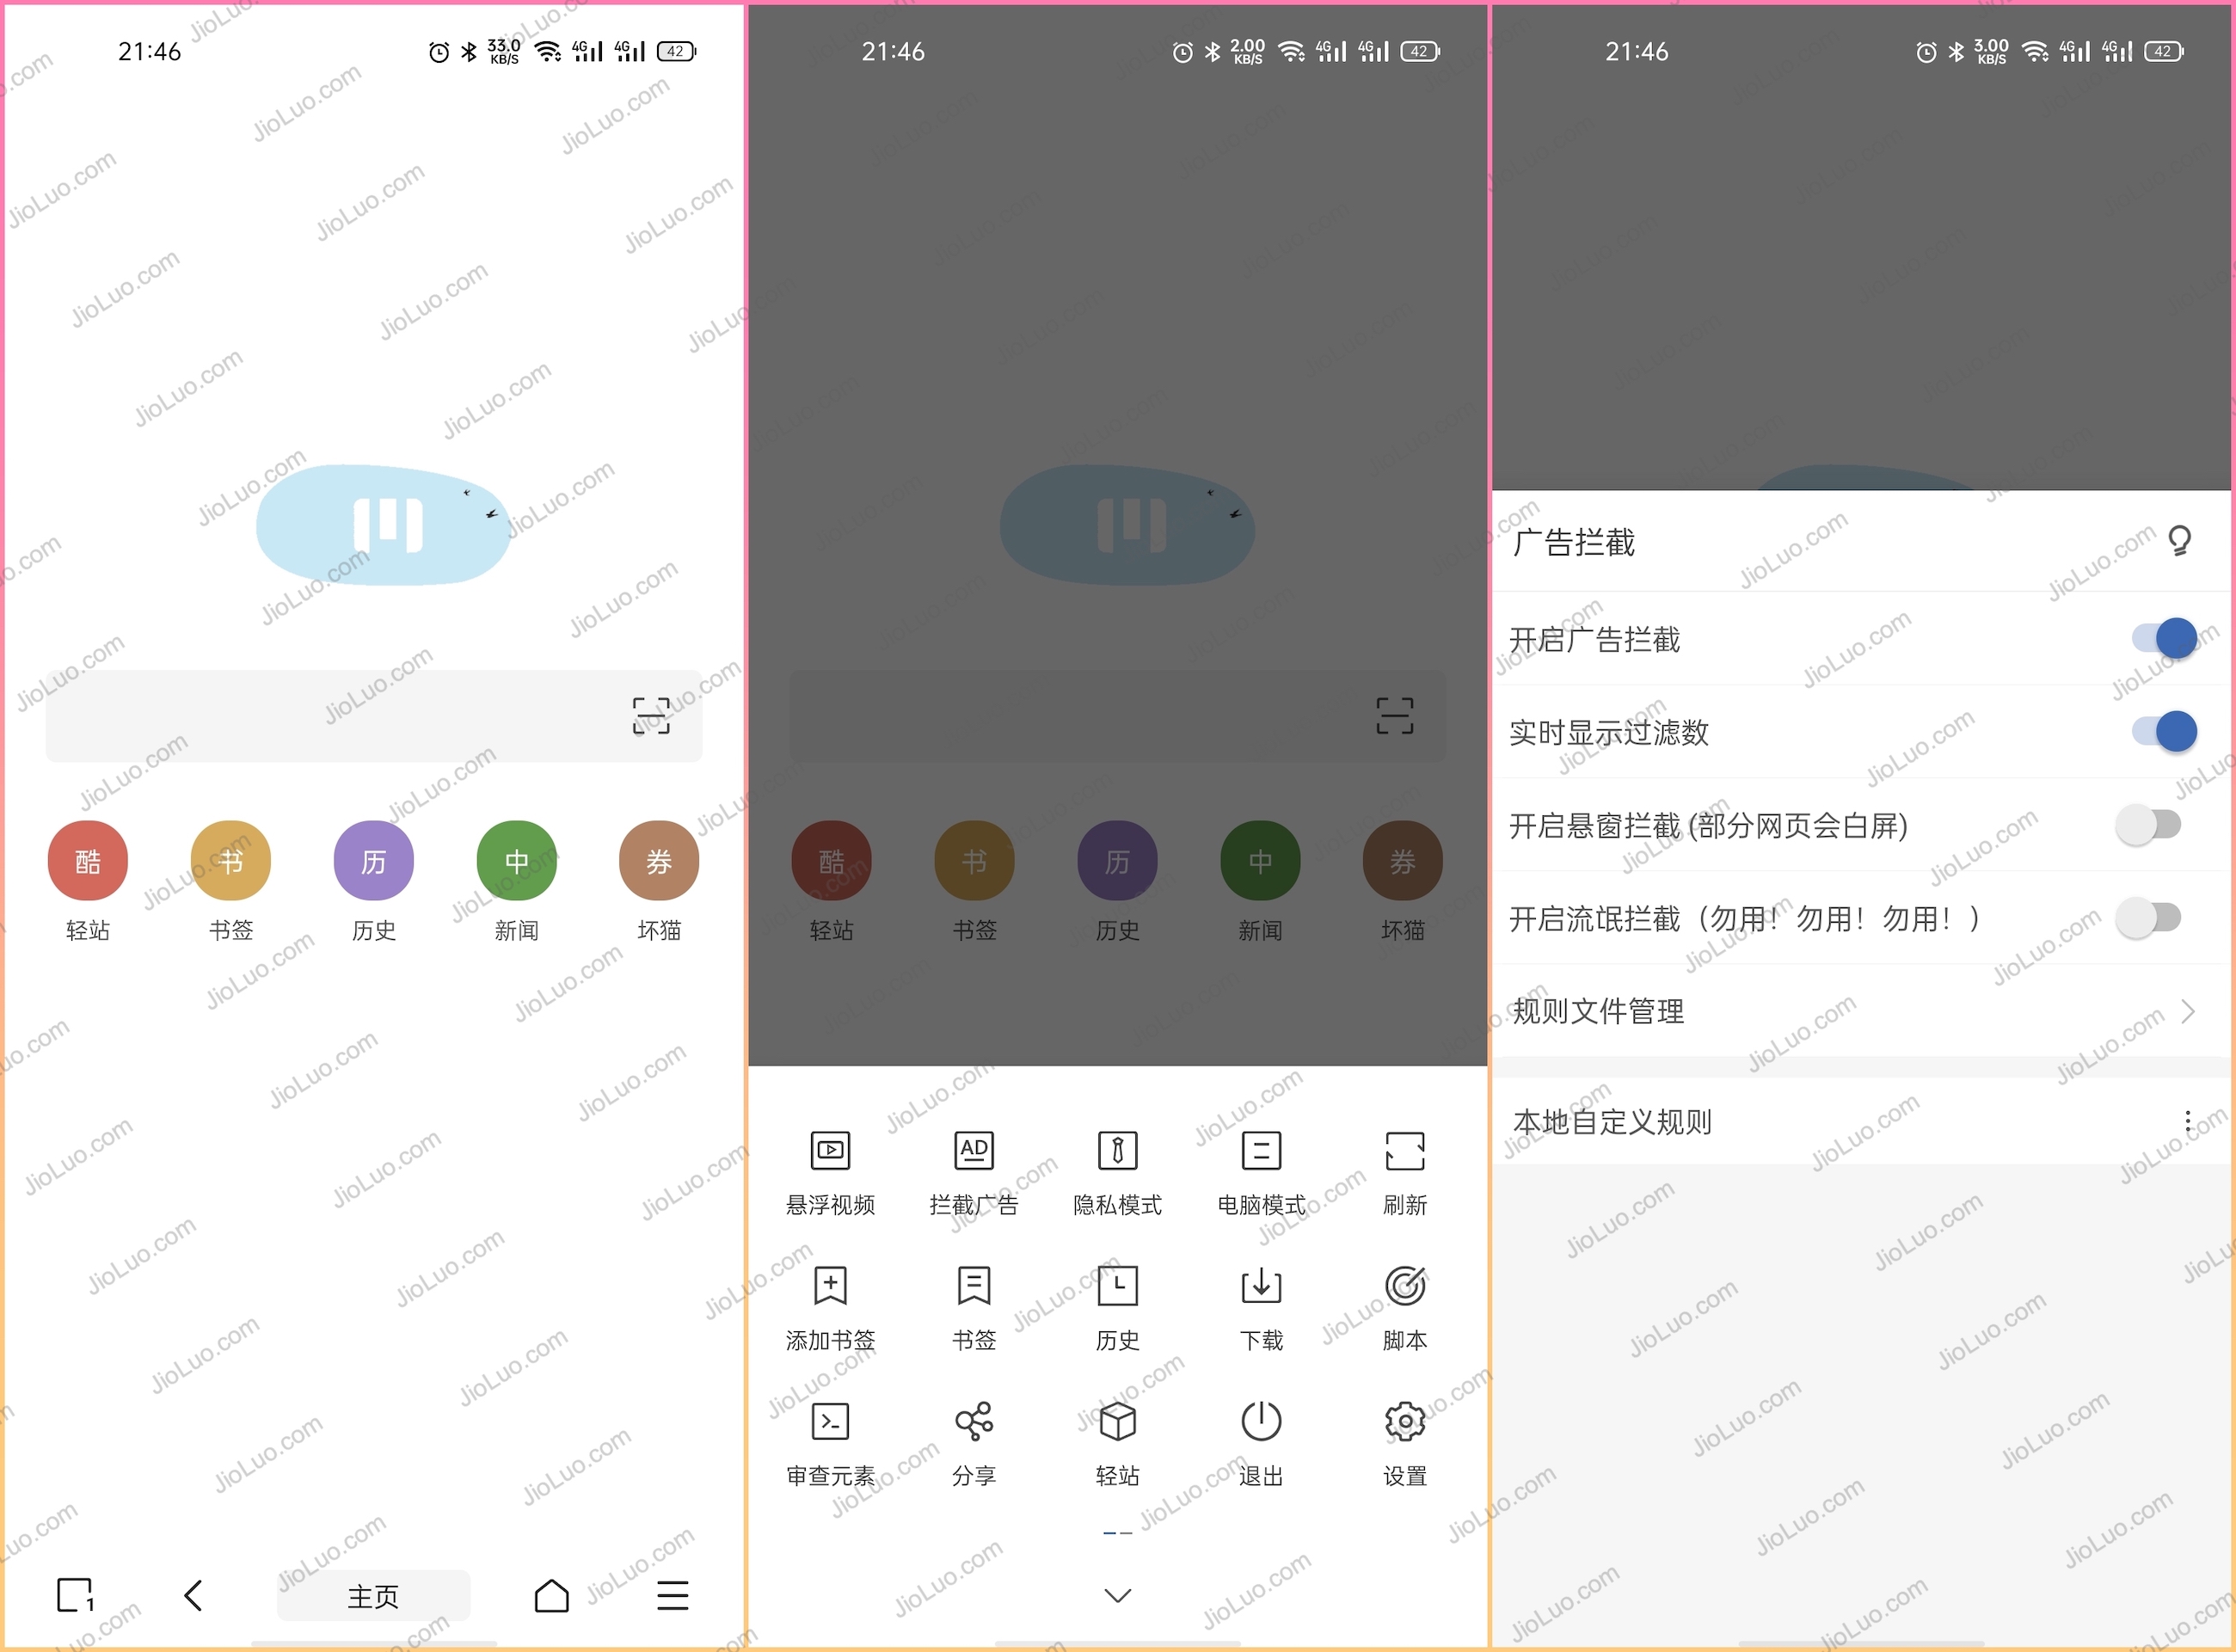 21:46 33.0 KB/S 4G 4G 42
酷 书 历 中 券
轻站 书签 历史 新闻 坏猫
1 主页
21:46 2.00 KB/S 4G 4G 42
酷 书 历 中 券
轻站 书签 历史 新闻 坏猫
AD
悬浮视频 拦截广告 隐私模式 电脑模式 刷新
添加书签 书签 历史 下载 脚本
审查元素 分享 轻站 退出 设置
21:46 3.00 KB/S 4G 4G 42
广告拦截
开启广告拦截
实时显示过滤数
开启悬窗拦截 (部分网页会白屏)
开启流氓拦截（勿用！勿用！勿用！）
规则文件管理
本地自定义规则
JioLuo.com